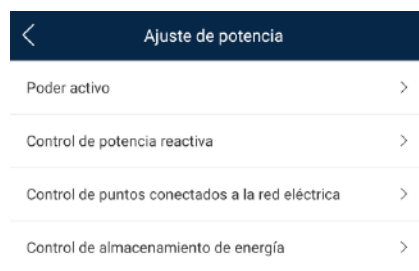 Ajuste de potencia
Poder activo
Control de potencia reactiva
Control de puntos conectados a la red eléctrica
Control de almacenamiento de energía